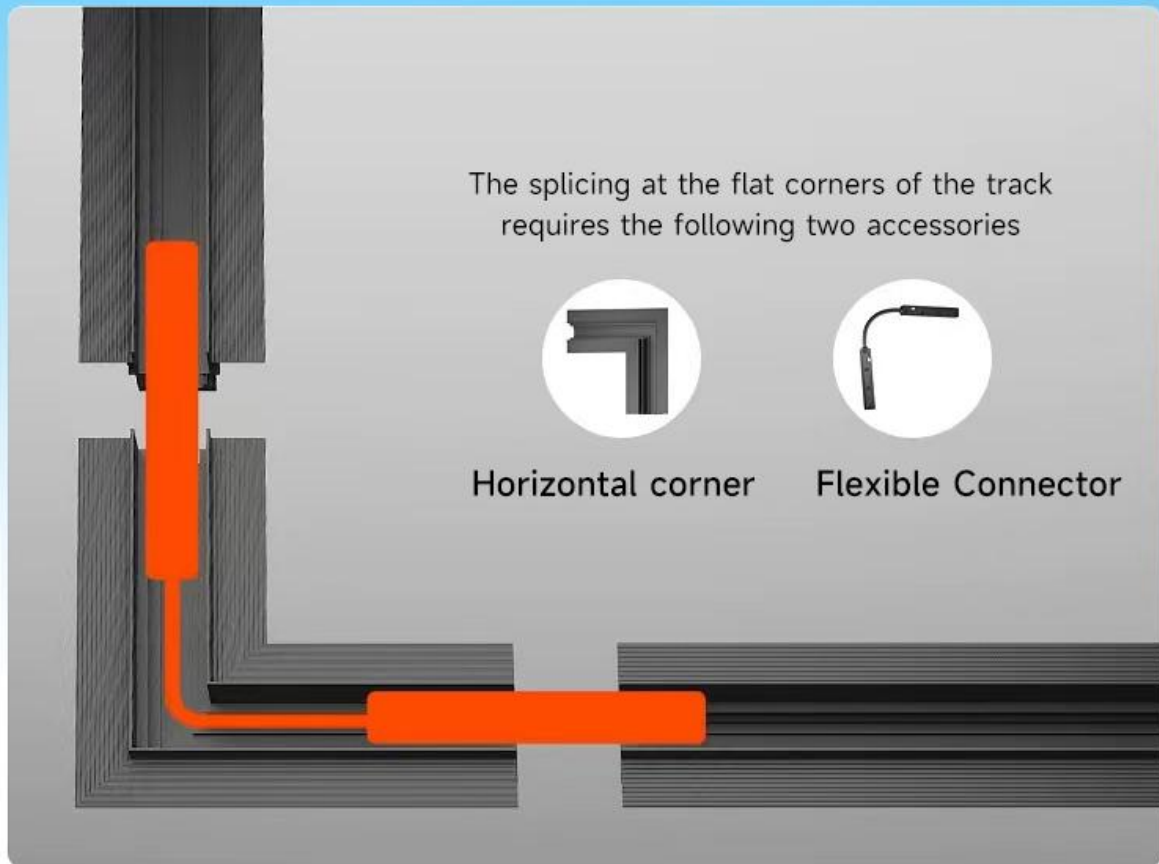 The splicing at the flat corners of the track
requires the following two accessories
Horizontal corner
Flexible Connector